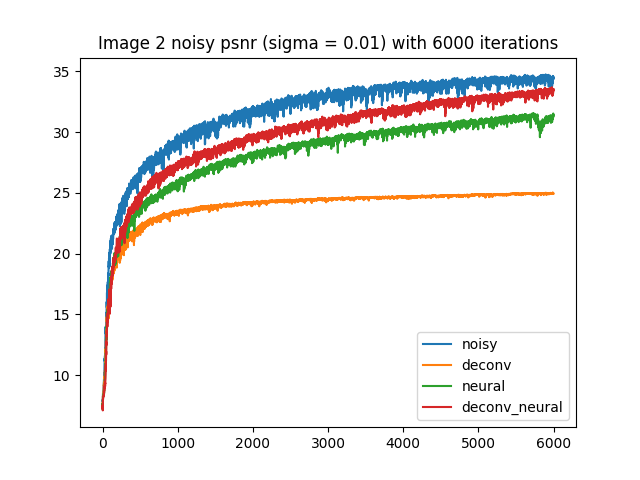 Image 2 noisy psnr (sigma = 0.01) with 6000 iterations
35
30
25
20
15
10
noisy
deconv
neural
deconv_neural
0 1000 2000 3000 4000 5000 6000